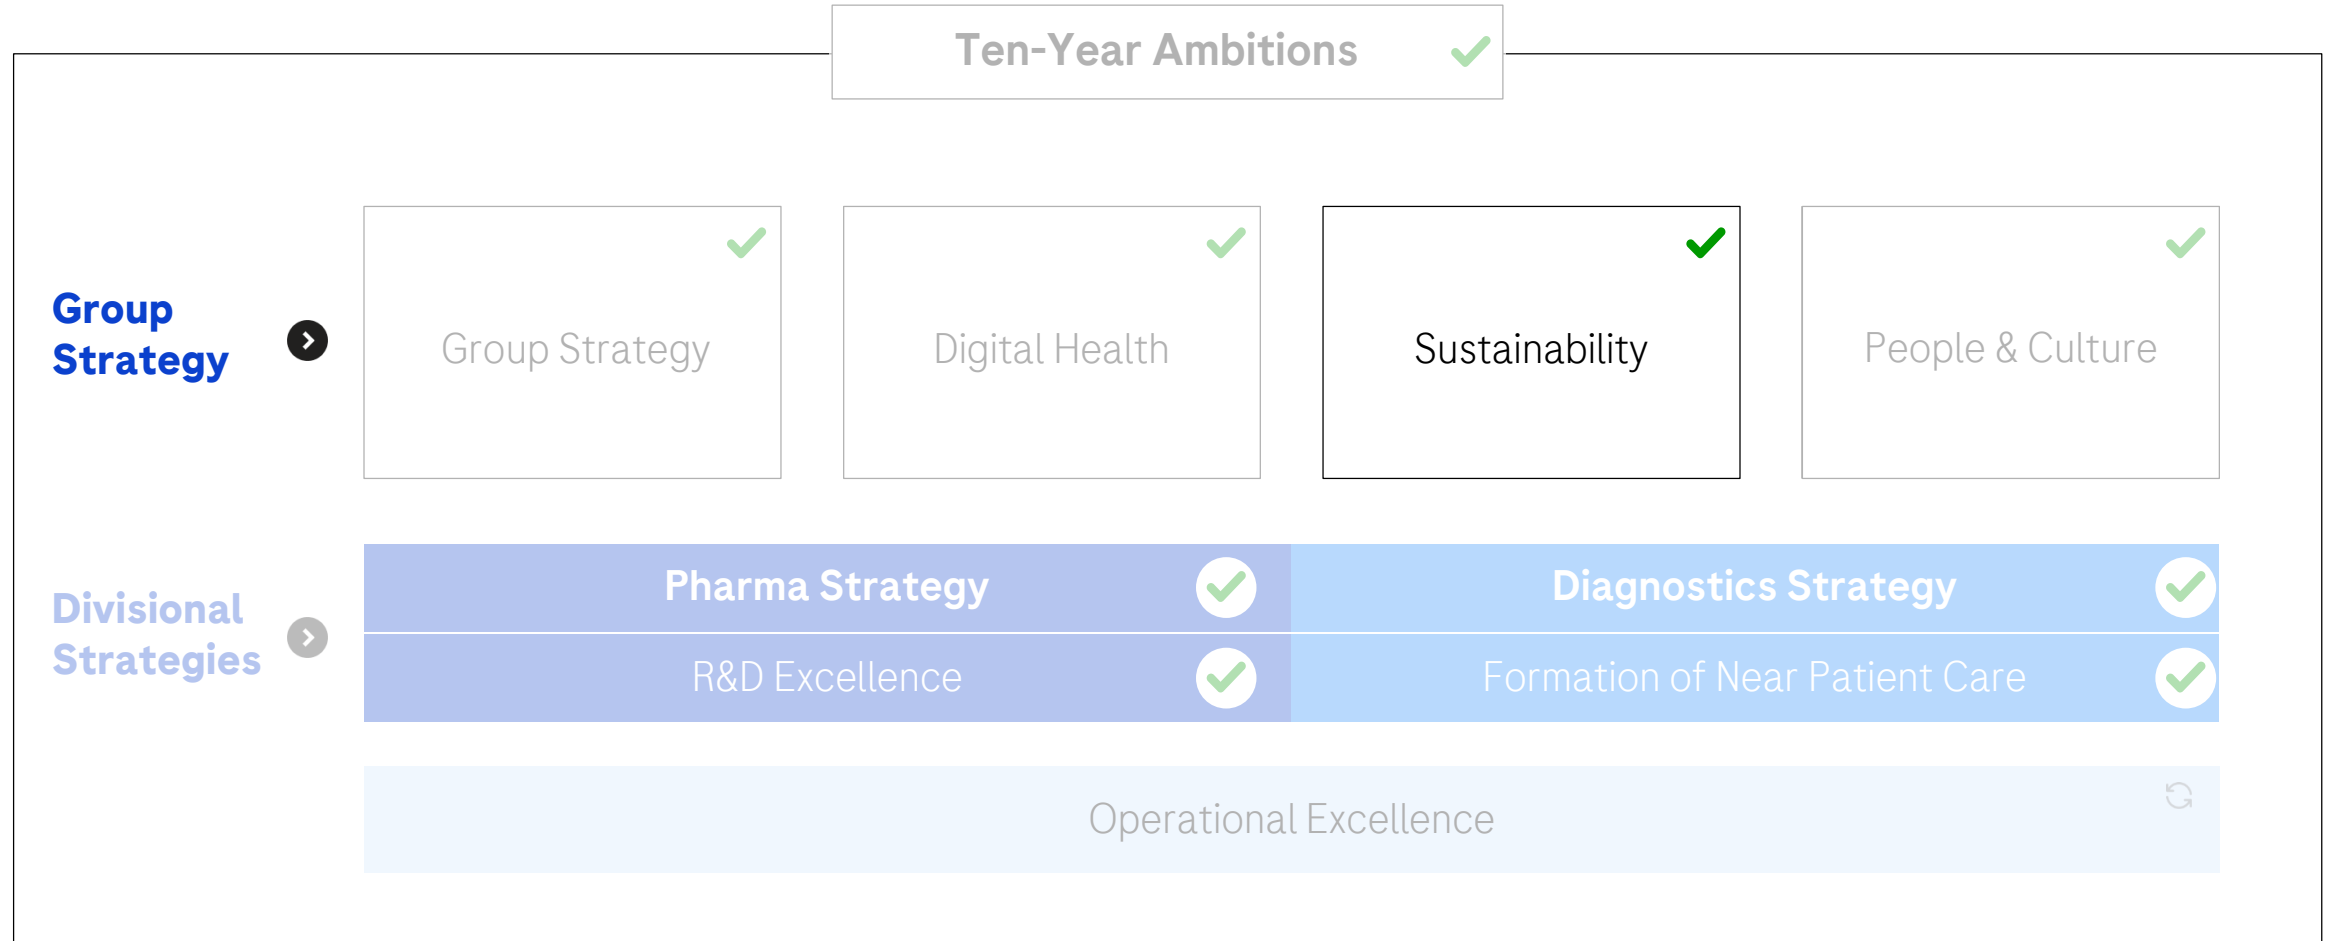 Ten-Year Ambitions
Group
Strategy
Group Strategy
Digital Health
Sustainability
People & Culture
Divisional
Strategies
Pharma Strategy
Diagnostics Strategy
R&D Excellence
Formation of Near Patient Care
Operational Excellence